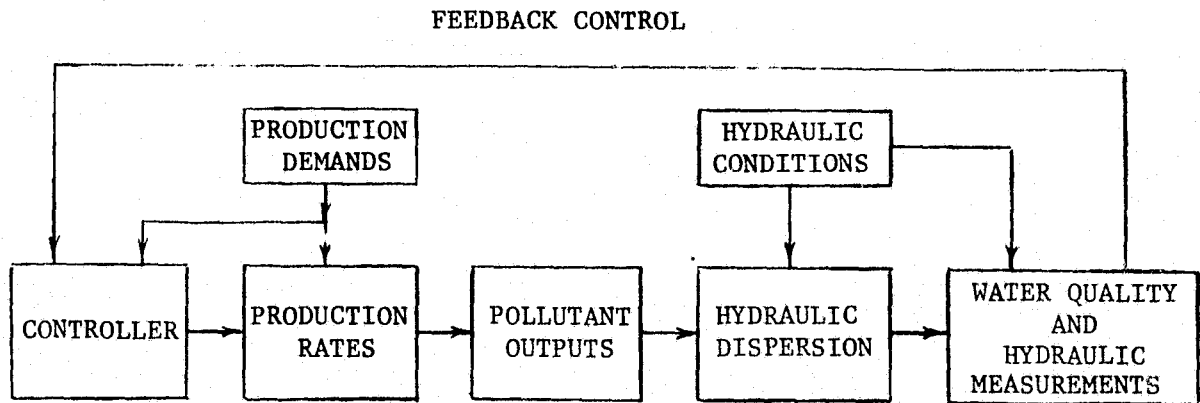 FEEDBACK CONTROL
PRODUCTION
DEMANDS
HYDRAULIC
CONDITIONS
CONTROLLER
PRODUCTION
RATES
POLLUTANT
OUTPUTS
HYDRAULIC
DISPERSION
WATER QUALITY
AND
HYDRAULIC
MEASUREMENTS